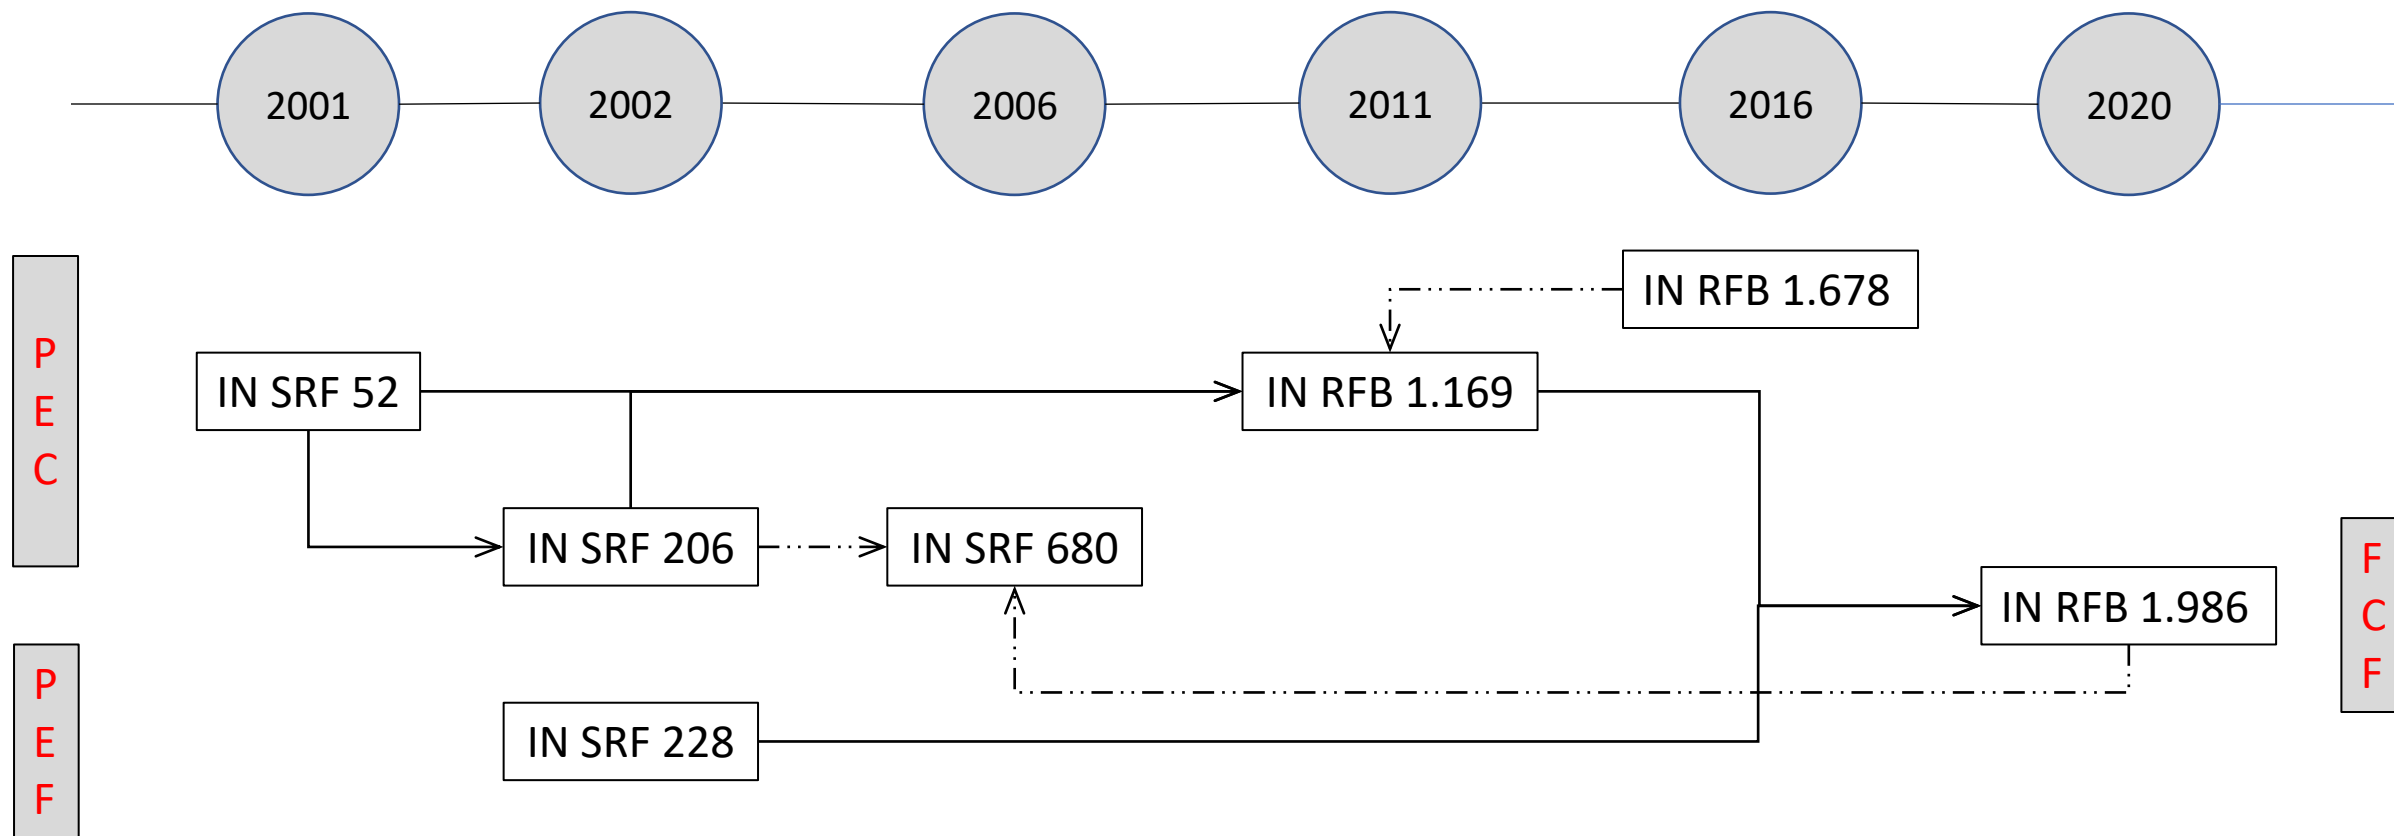 2001
2002
2006
2011
2016
2020
IN RFB 1.678
P
E
C
IN SRF 52
IN RFB 1.169
IN SRF 206
IN SRF 680
IN RFB 1.986
F
C
F
P
E
F
IN SRF 228